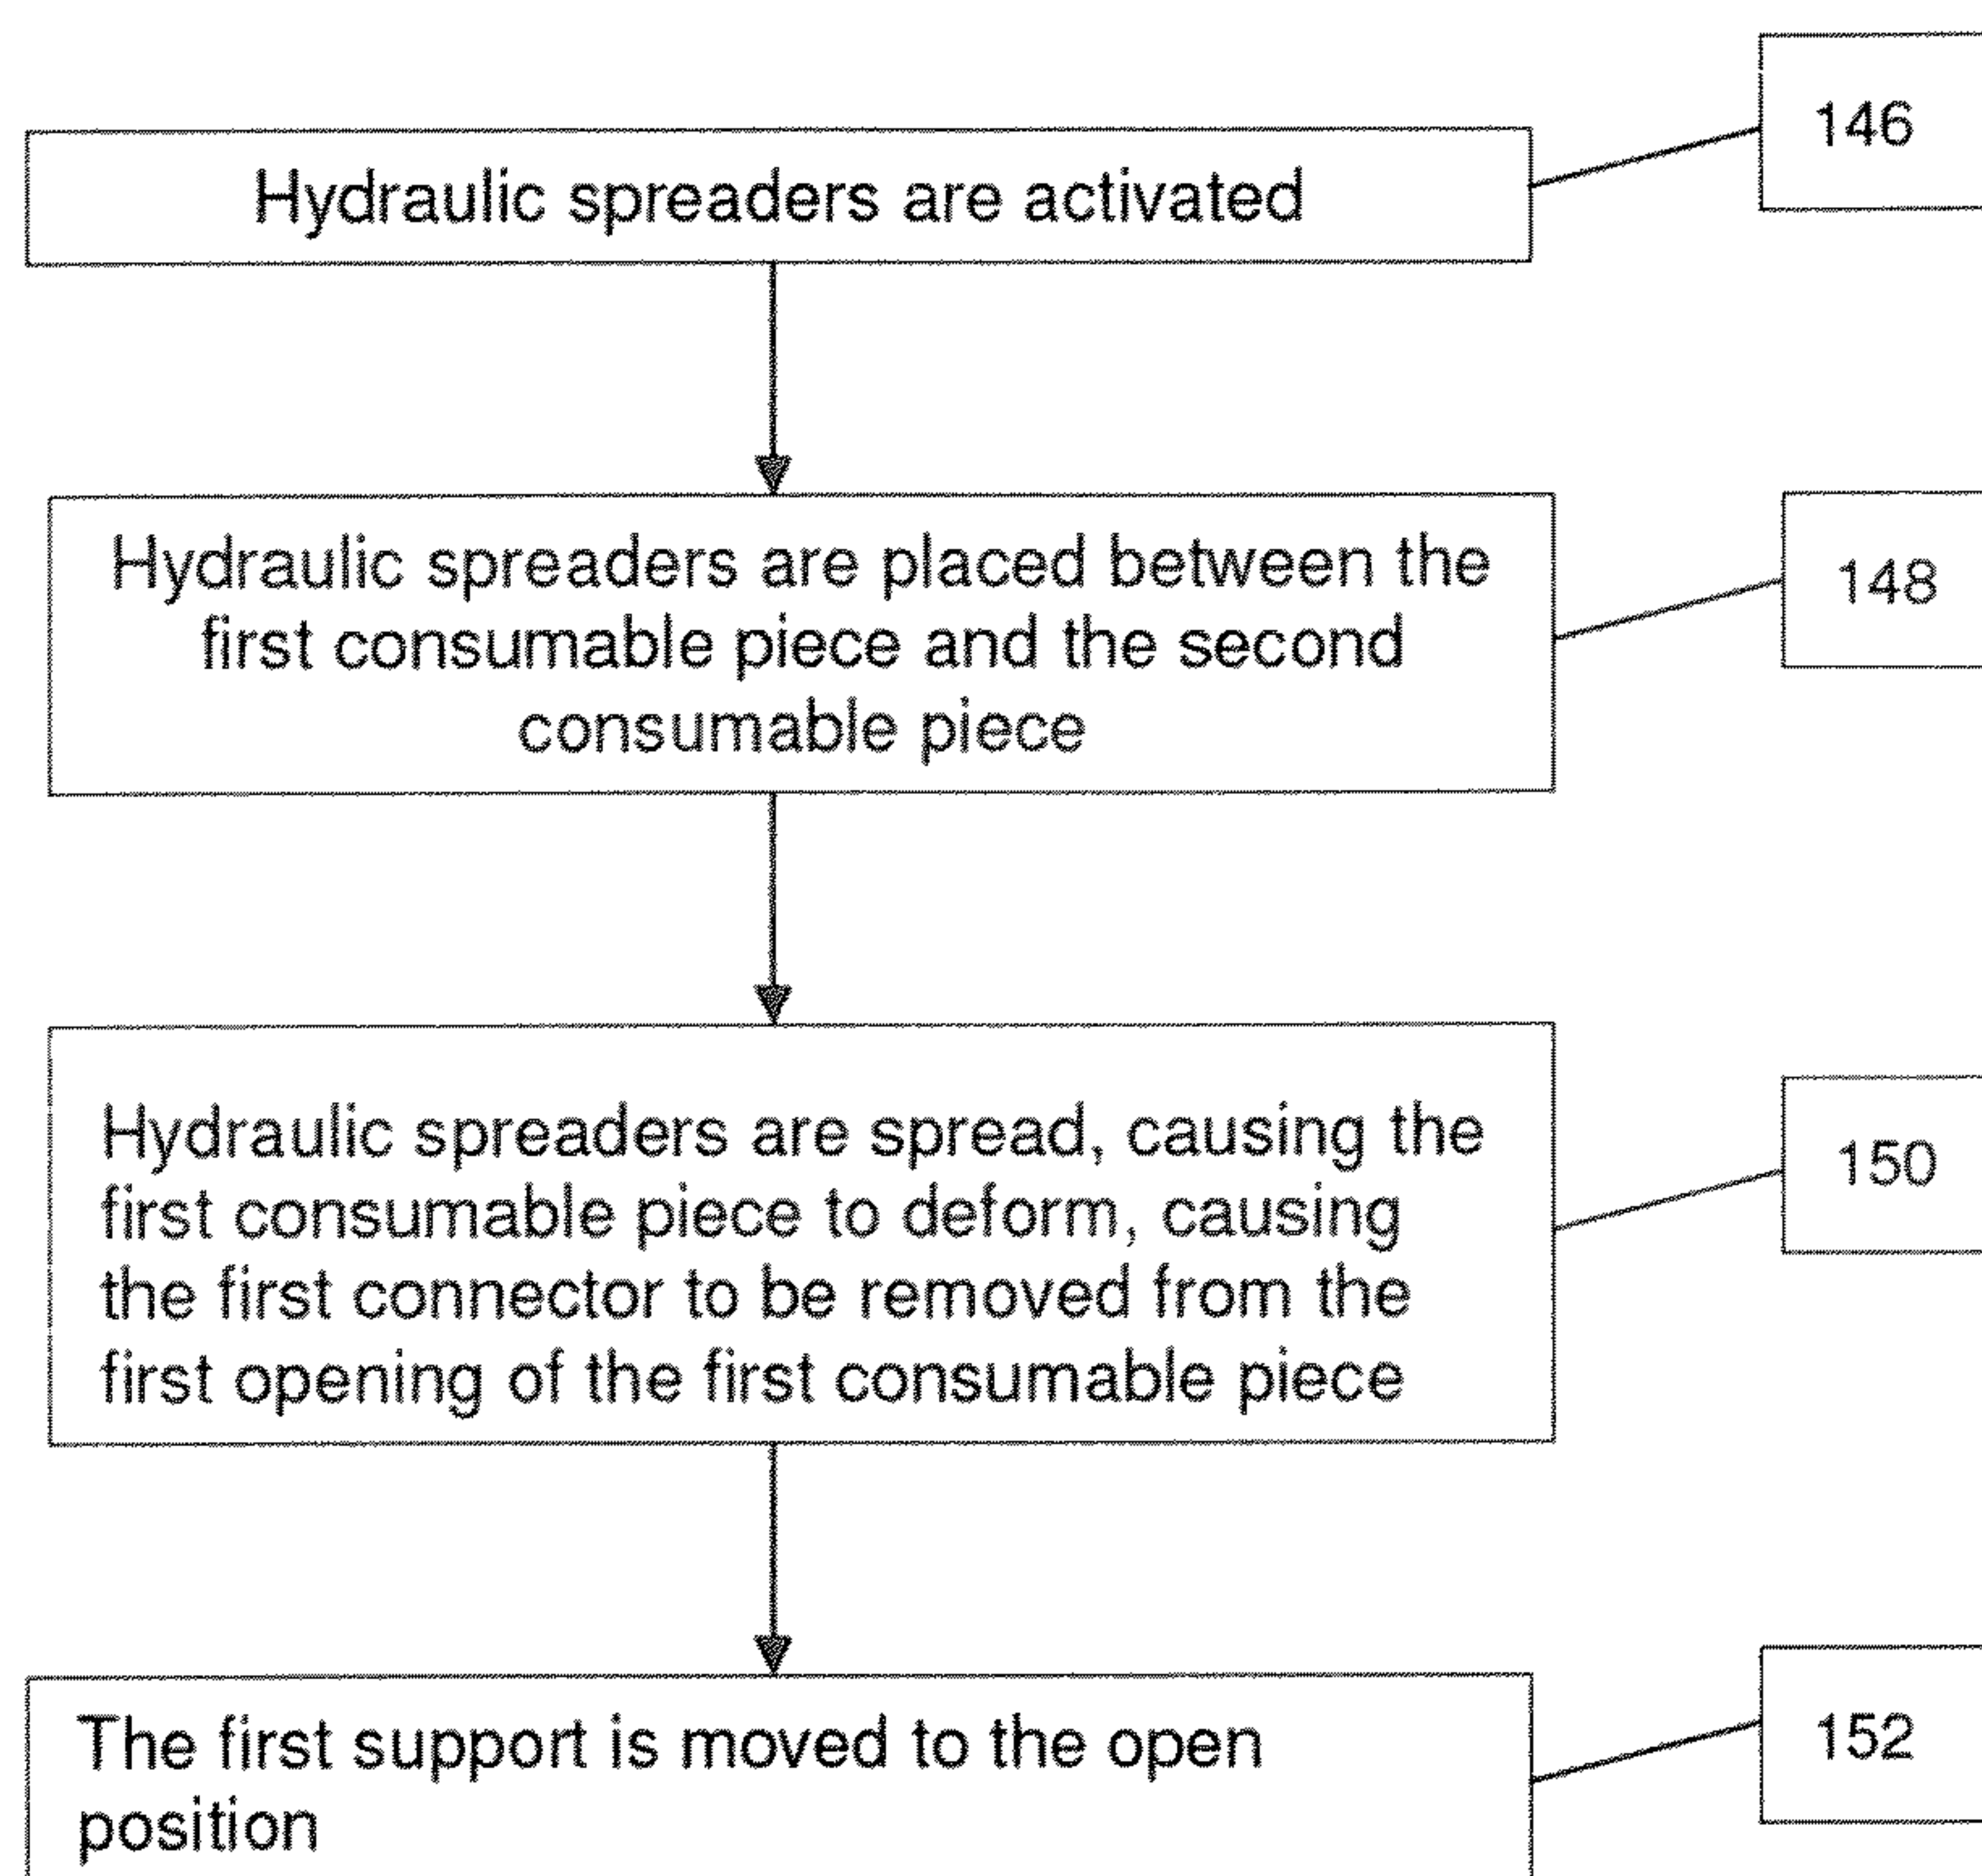 146
Hydraulic spreaders are activated
Hydraulic spreaders are placed between the
first consumable piece and the second
consumable piece
148
Hydraulic spreaders are spread, causing the
first consumable piece to deform, causing
the first connector to be removed from the
first opening of the first consumable piece
150
The first support is moved to the open
position
152